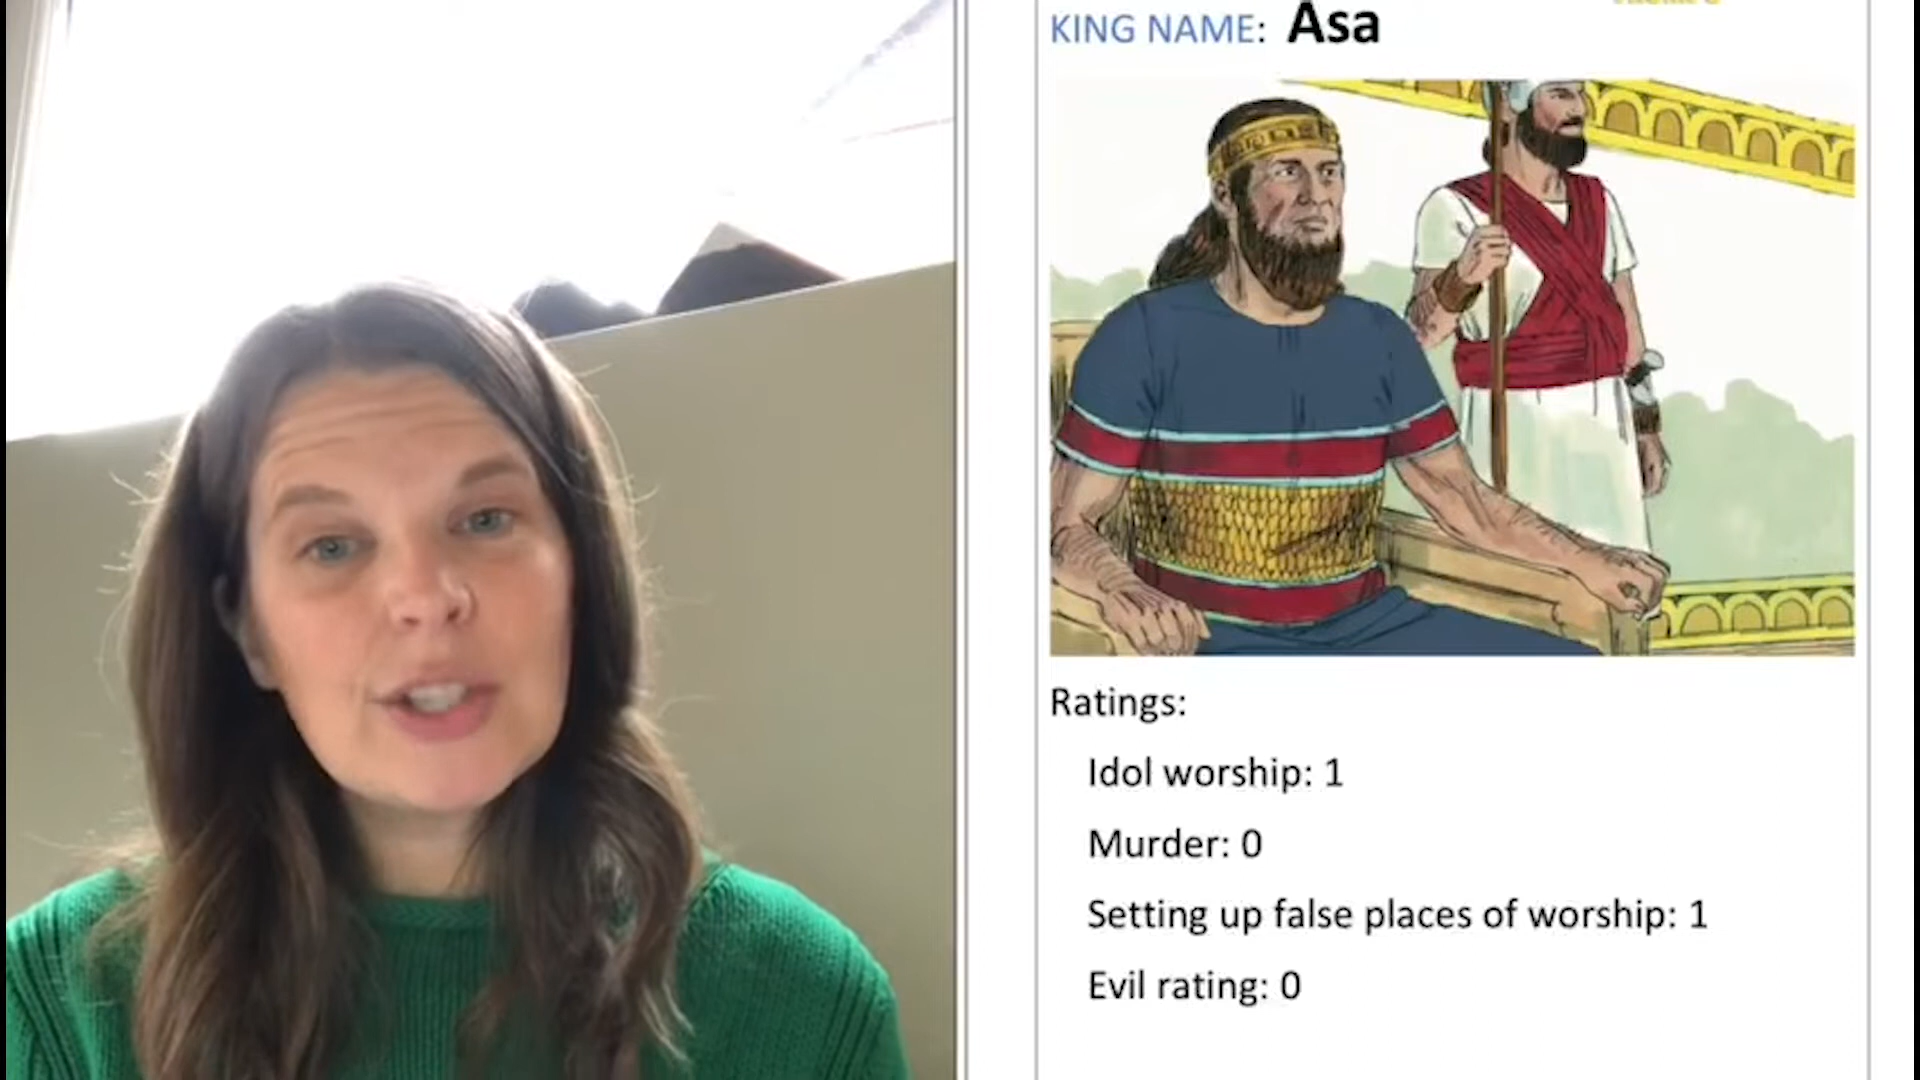 KING NAME: Asa
Ratings:
Idol worship: 1
Murder: 0
Setting up false places of worship: 1
Evil rating: 0